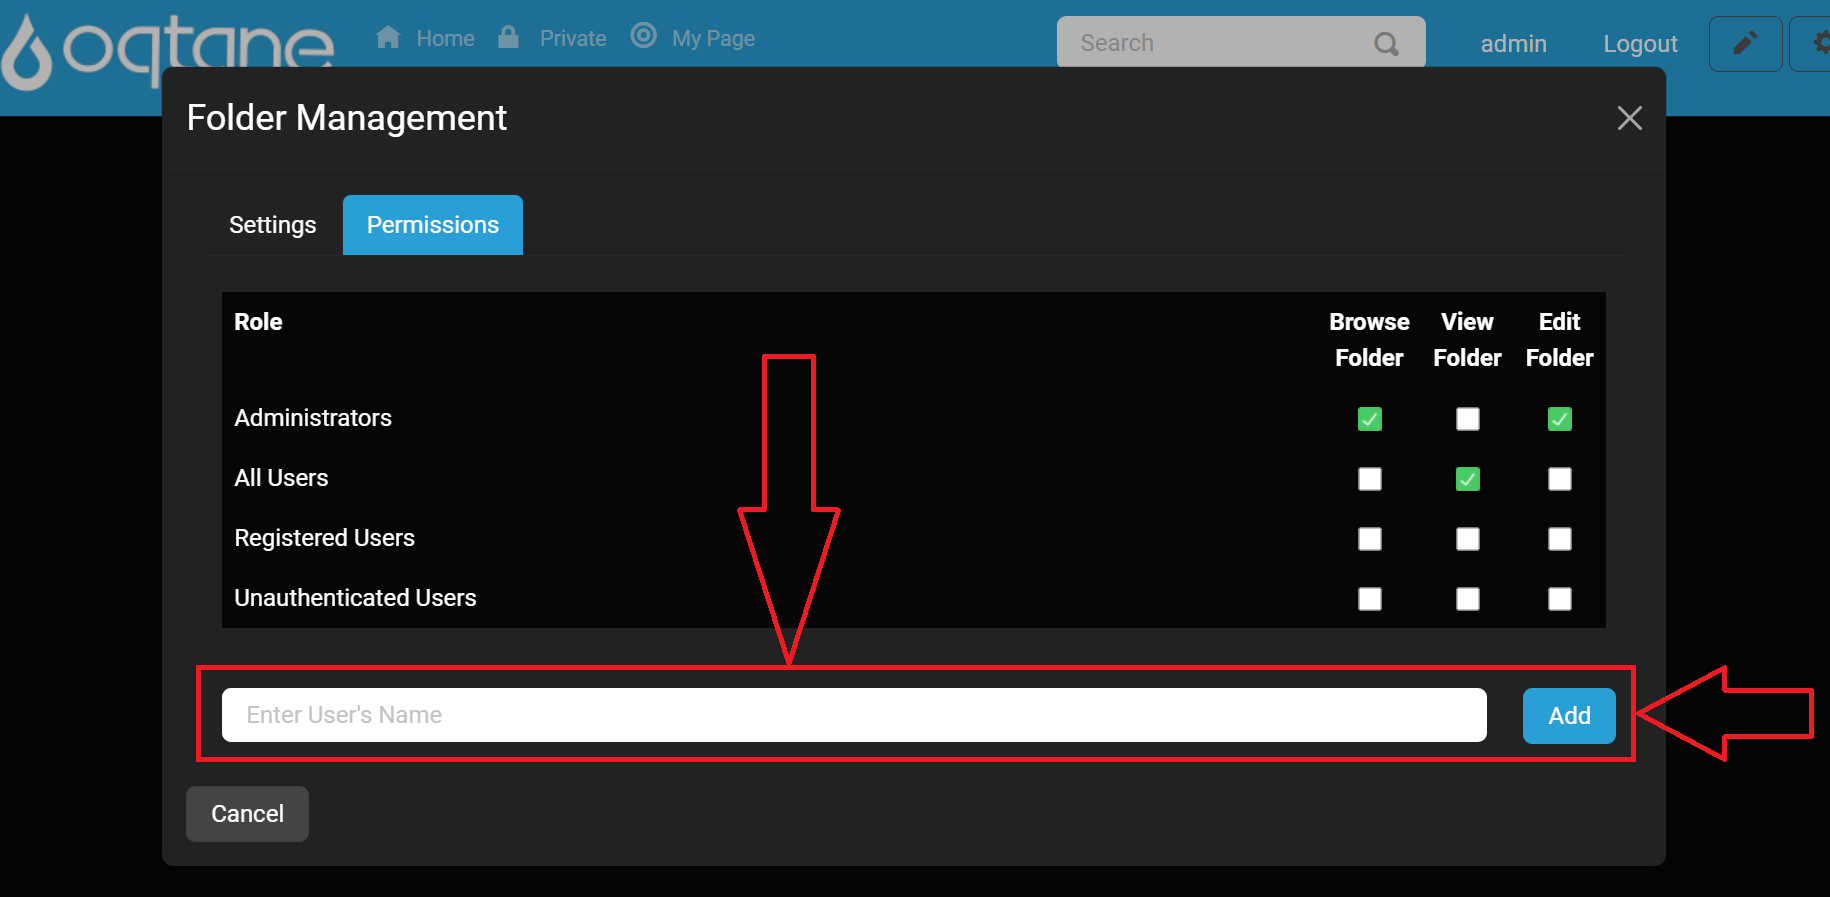 oqtane Home Private My Page Search admin Logout
Folder Management
Settings Permissions
Role Browse Folder View Folder Edit Folder
Administrators
All Users
Registered Users
Unauthenticated Users
Enter User's Name Add
Cancel